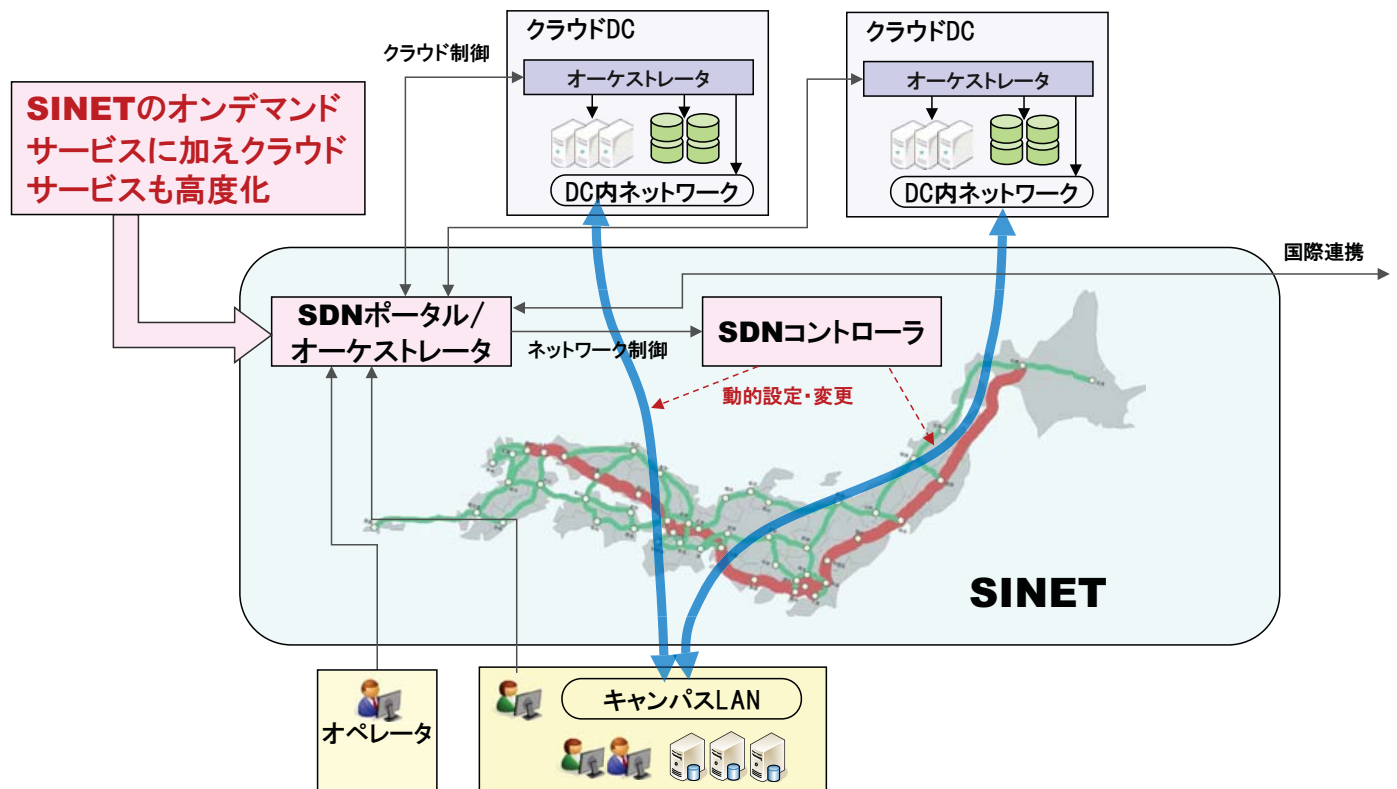 クラウドDC
クラウドDC
クラウド制御
オーケストレータ
オーケストレータ
SINETのオンデマンド
サービスに加えクラウド
サービスも高度化
DC内ネットワーク
DC内ネットワーク
国際連携
SDNポータル/
オーケストレータ
ネットワーク制御
SDNコントローラ
動的設定・変更
SINET
オペレータ
キャンパスLAN